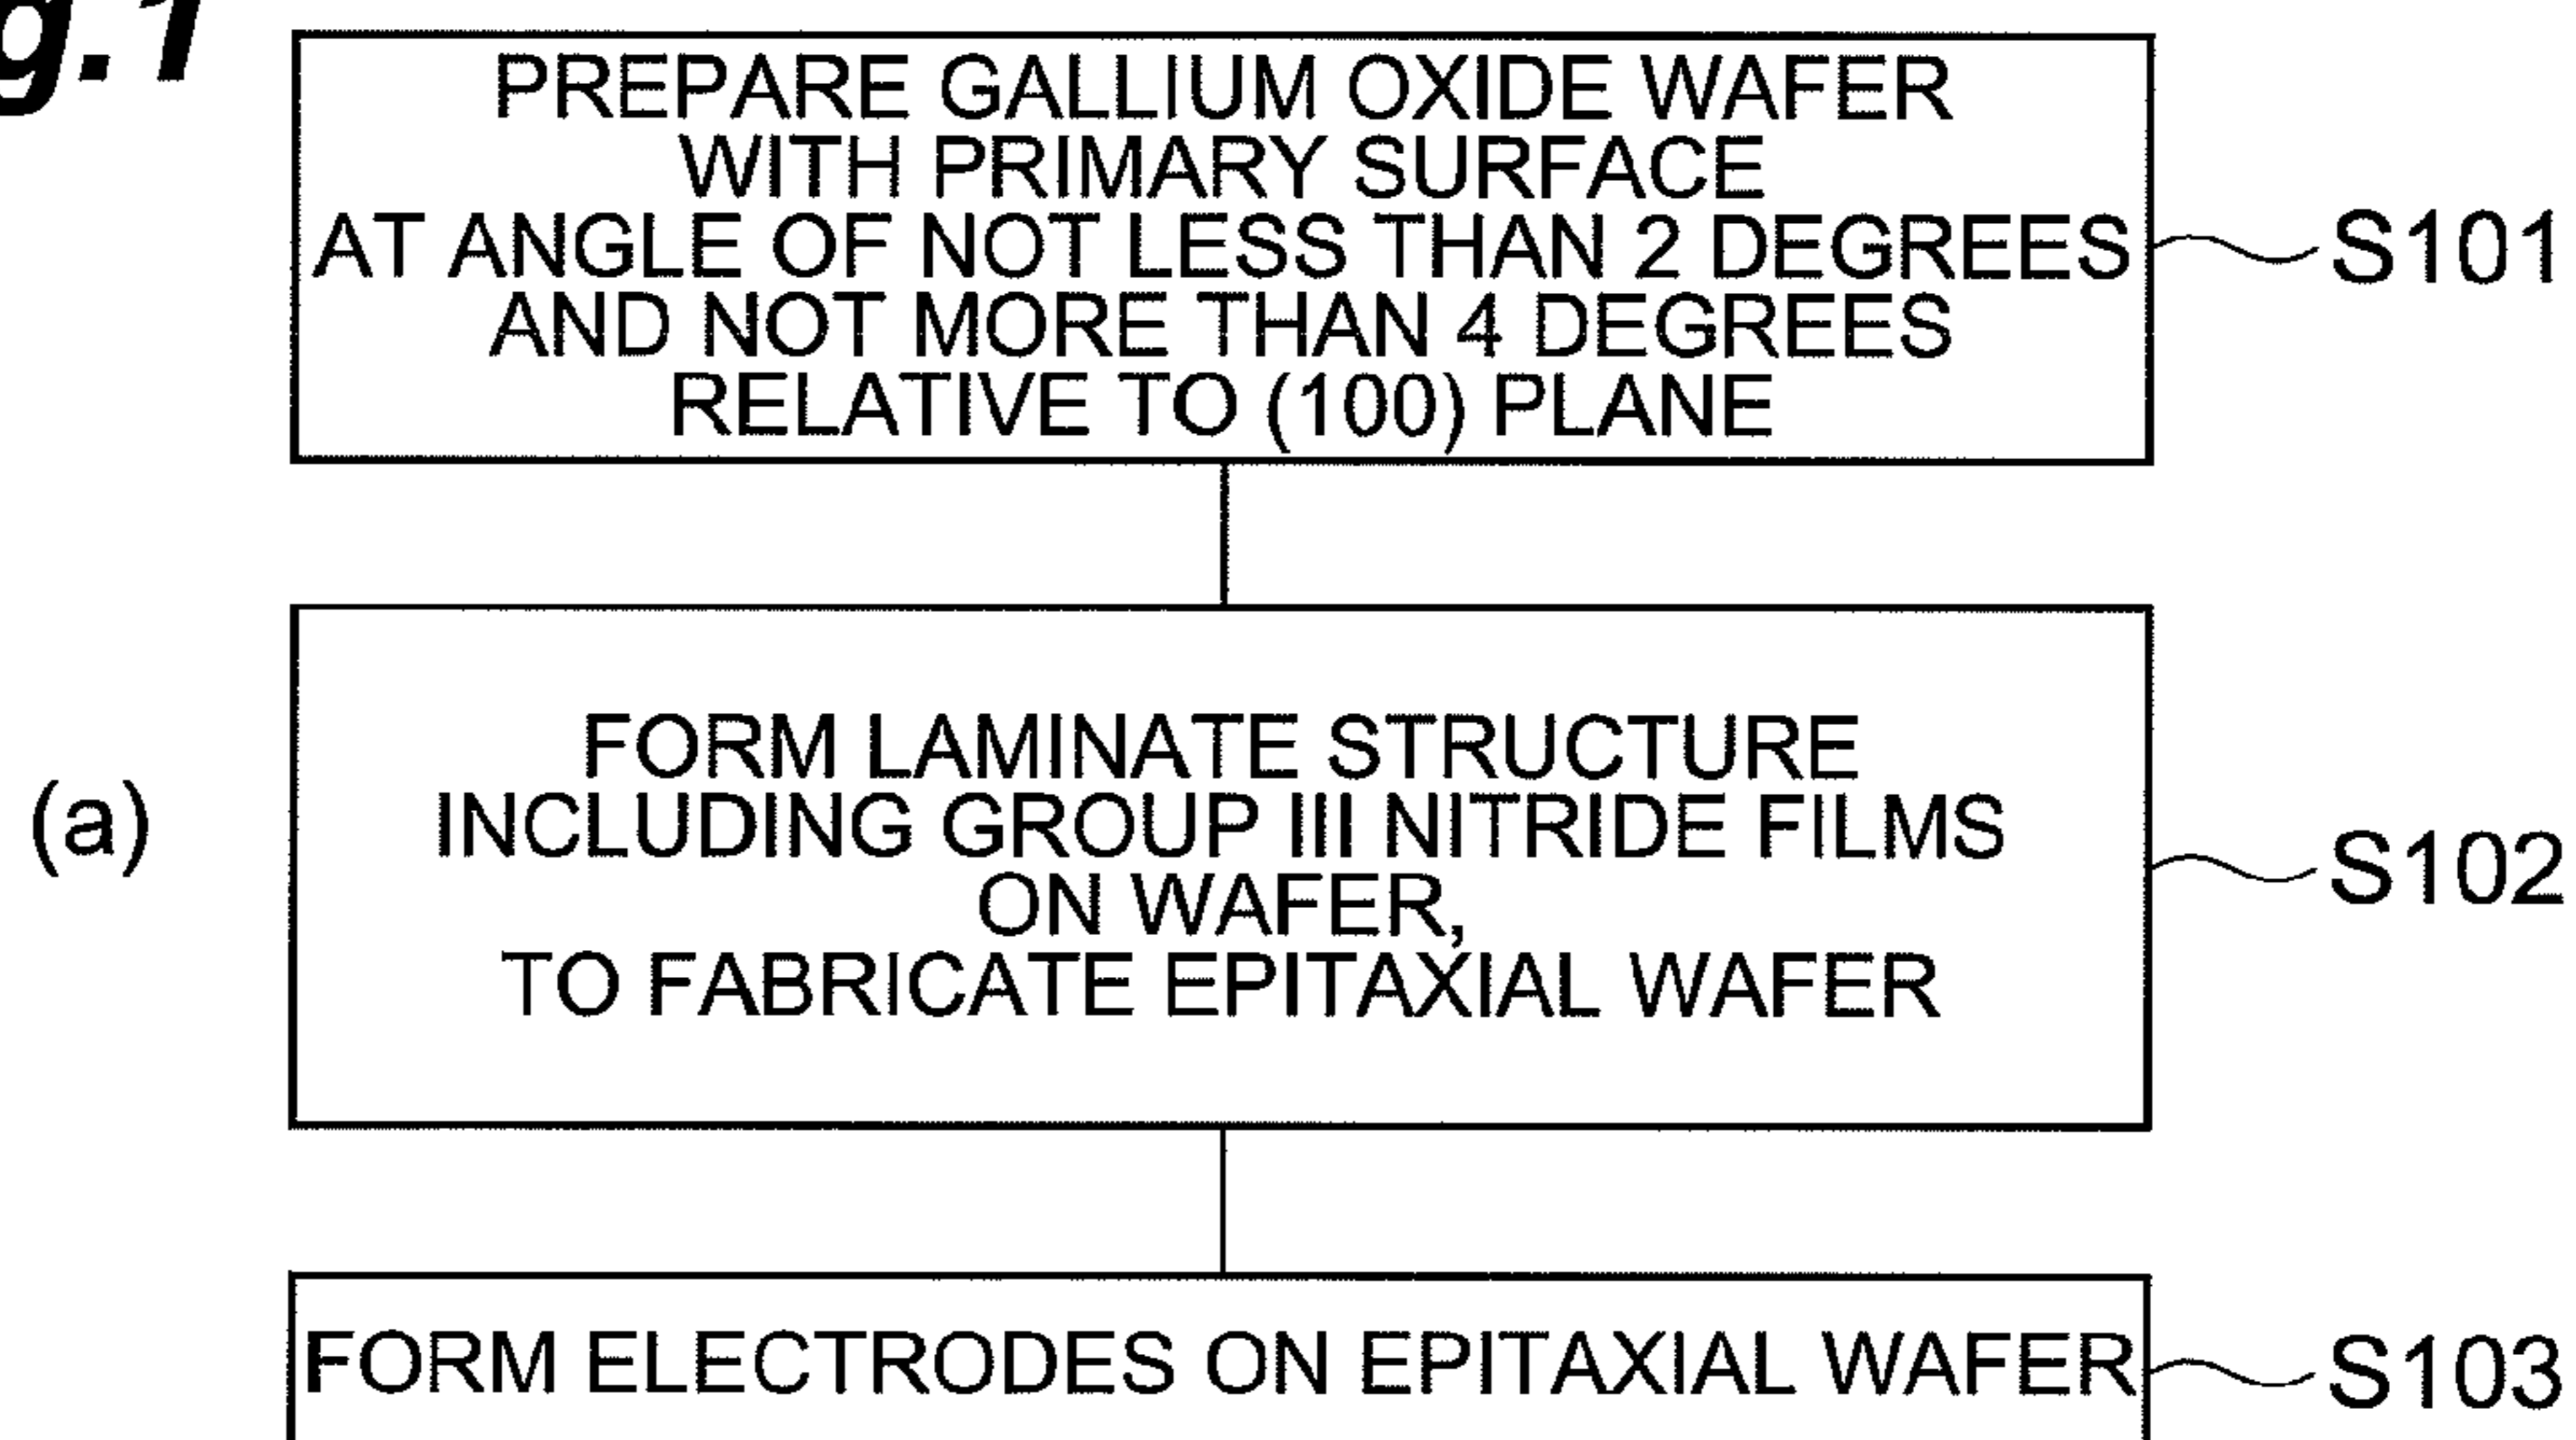 g.1
PREPARE GALLIUM OXIDE WAFER
WITH PRIMARY SURFACE
AT ANGLE OF NOT LESS THAN 2 DEGREES
AND NOT MORE THAN 4 DEGREES
RELATIVE TO (100) PLANE
S101
(a)
FORM LAMINATE STRUCTURE
INCLUDING GROUP III NITRIDE FILMS
ON WAFER,
TO FABRICATE EPITAXIAL WAFER
S102
FORM ELECTRODES ON EPITAXIAL WAFER
S103